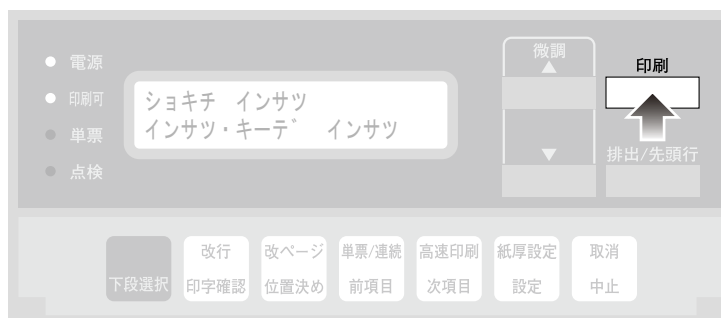 電源
印刷可
単票
点検
ショキチ インサツ
インサツ・キーデ インサツ
微調
▲
▼
印刷
排出/先頭行
下段選択
改行
印字確認
改ページ
位置決め
単票/連続
前項目
高速印刷
次項目
紙厚設定
設定
取消
中止